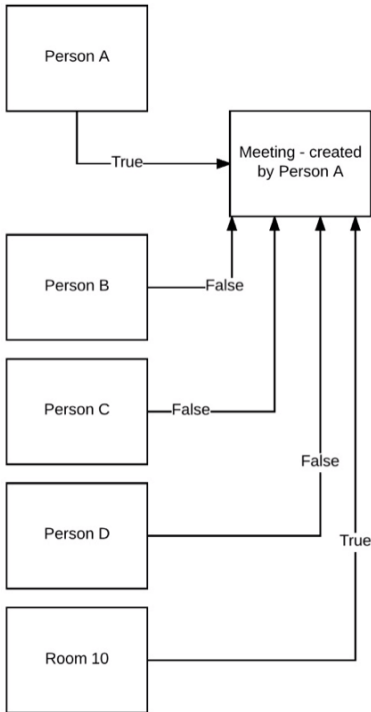 Person A
True
Meeting - created
by Person A
Person B
False
Person C
False
False
Person D
True
Room 10